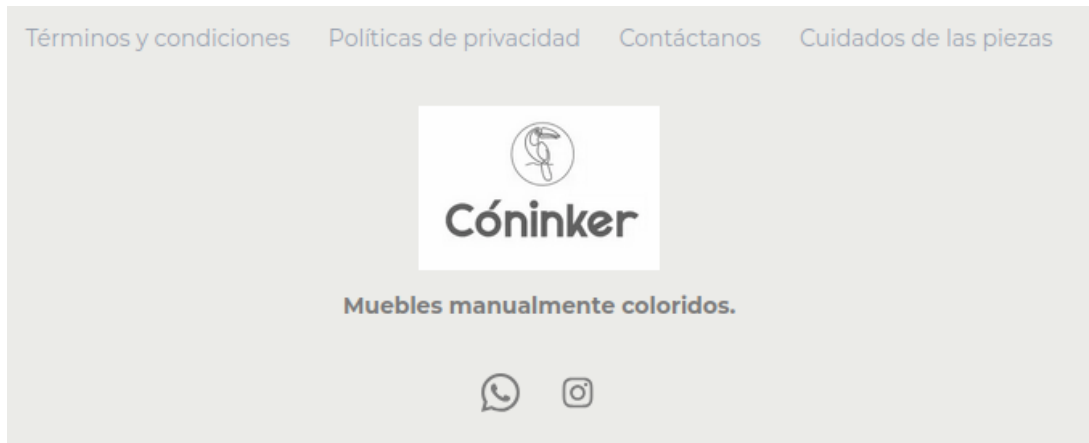 Términos y condiciones Políticas de privacidad Contáctanos Cuidados de las piezas
Cóninker
Muebles manualmente coloridos.